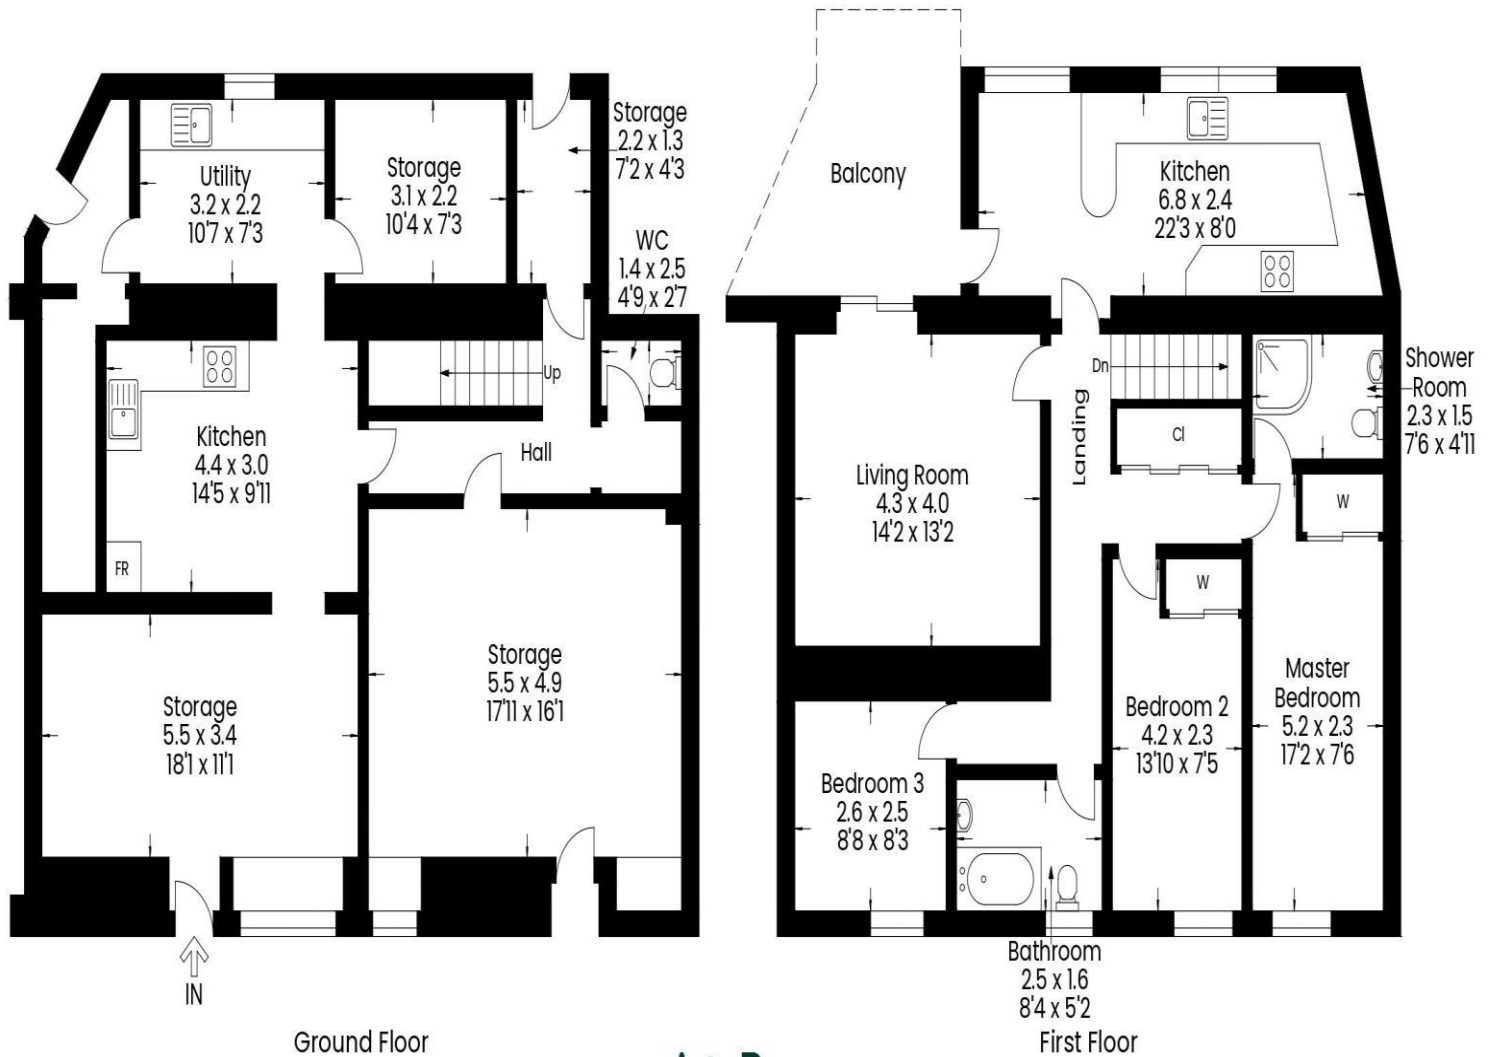 Utility
3.2 x 2.2
10'7 x 7'3
Storage
3.1 x 2.2
10'4 x 7'3
Storage
2.2 x 1.3
7'2 x 4'3
WC
1.4 x 2.5
4'9 x 2'7
Up
Kitchen
4.4 x 3.0
14'5 x 9'11
FR
Hall
Storage
5.5 x 3.4
18'1 x 11'1
Storage
5.5 x 4.9
17'11 x 16'1
IN
Ground Floor
Balcony
Kitchen
6.8 x 2.4
22'3 x 8'0
Dn
Landing
Cl
Shower
Room
2.3 x 1.5
7'6 x 4'11
Living Room
4.3 x 4.0
14'2 x 13'2
W
W
Master
Bedroom
5.2 x 2.3
17'2 x 7'6
Bedroom 2
4.2 x 2.3
13'10 x 7'5
Bedroom 3
2.6 x 2.5
8'8 x 8'3
Bathroom
2.5 x 1.6
8'4 x 5'2
First Floor